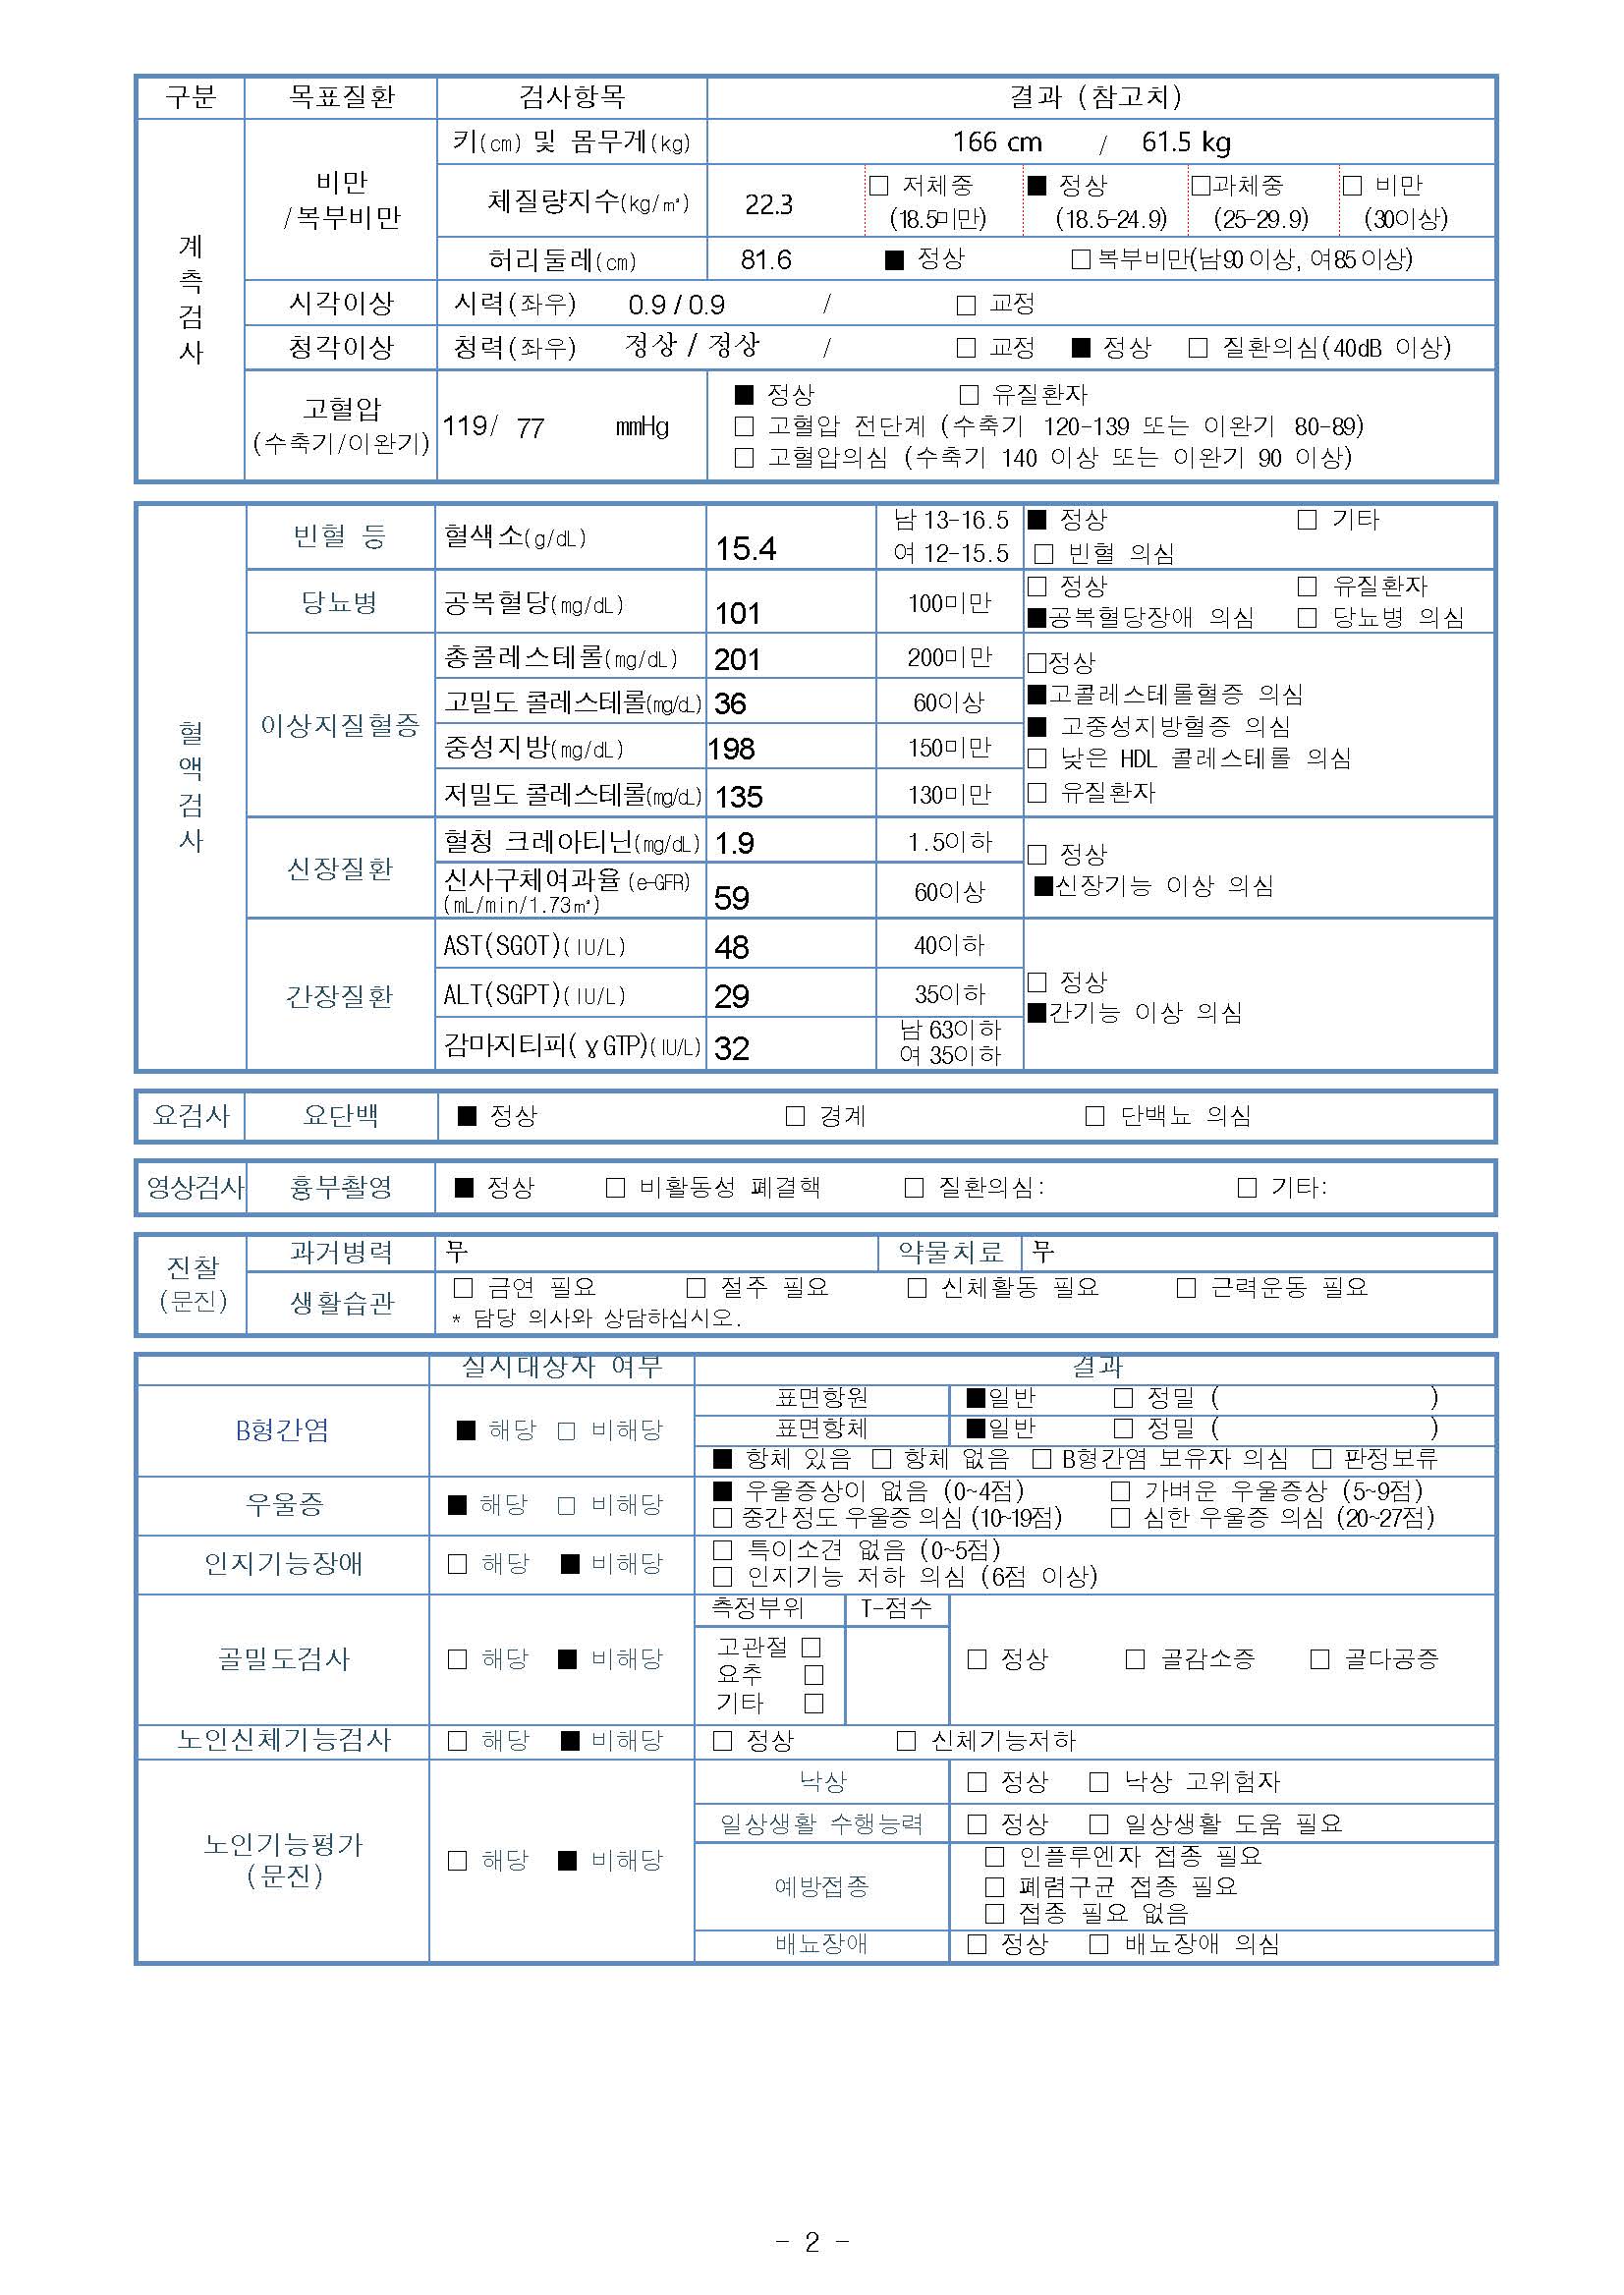 구분 목표질환 검사항목 결과 (참고치)
계측검사
비만/복부비만 키(cm) 및 몸무게(kg) 166 cm / 61.5 kg
체질량지수(kg/㎡) 22.3 □ 저체중 (18.5미만) ■ 정상 (18.5-24.9) □과체중 (25-29.9) □ 비만 (30이상)
허리둘레(cm) 81.6 ■ 정상 □복부비만(남90이상, 여85이상)
시각이상 시력(좌우) 0.9 / 0.9 / □ 교정
청각이상 청력(좌우) 정상 / 정상 / □ 교정 ■ 정상 □ 질환의심(40dB 이상)
고혈압 (수축기/이완기) 119/ 77 mmHg ■ 정상 □ 유질환자
□ 고혈압 전단계 (수축기 120-139 또는 이완기 80-89)
□ 고혈압의심 (수축기 140 이상 또는 이완기 90 이상)
혈액검사
빈혈 등 혈색소(g/dL) 15.4 남 13-16.5 여 12-15.5 ■ 정상 □ 기타
□ 빈혈 의심
당뇨병 공복혈당(mg/dL) 101 100미만 □ 정상 □ 유질환자
■공복혈당장애 의심 □ 당뇨병 의심
이상지질혈증 총콜레스테롤(mg/dL) 201 200미만
고밀도 콜레스테롤(mg/dL) 36 60이상
중성지방(mg/dL) 198 150미만
저밀도 콜레스테롤(mg/dL) 135 130미만
□정상
■고콜레스테롤혈증 의심
■ 고중성지방혈증 의심
□ 낮은 HDL 콜레스테롤 의심
□ 유질환자
신장질환 혈청 크레아티닌(mg/dL) 1.9 1.5이하
신사구체여과율(e-GFR) (mL/min/1.73㎡) 59 60이상
□ 정상
■신장기능 이상 의심
간장질환 AST(SGOT)(IU/L) 48 40이하
ALT(SGPT)(IU/L) 29 35이하
감마지티피(γGTP)(IU/L) 32 남 63이하 여 35이하
□ 정상
■간기능 이상 의심
요검사 요단백 ■ 정상 □ 경계 □ 단백뇨 의심
영상검사 흉부촬영 ■ 정상 □ 비활동성 폐결핵 □ 질환의심: □ 기타:
진찰 (문진) 과거병력 무 약물치료 무
생활습관 □ 금연 필요 □ 절주 필요 □ 신체활동 필요 □ 근력운동 필요
* 담당 의사와 상담하십시오.
실시대상자 여부 결과
B형간염 ■ 해당 □ 비해당 표면항원 ■일반 □ 정밀 ( )
표면항체 ■일반 □ 정밀 ( )
■ 항체 있음 □ 항체 없음 □ B형간염 보유자 의심 □ 판정보류
우울증 ■ 해당 □ 비해당 ■ 우울증상이 없음 (0~4점) □ 가벼운 우울증상 (5~9점)
□ 중간 정도 우울증 의심 (10~19점) □ 심한 우울증 의심 (20~27점)
인지기능장애 □ 해당 ■ 비해당 □ 특이소견 없음 (0~5점)
□ 인지기능 저하 의심 (6점 이상)
골밀도검사 □ 해당 ■ 비해당 측정부위 T-점수
고관절 □
요추 □
기타 □
□ 정상 □ 골감소증 □ 골다공증
노인신체기능검사 □ 해당 ■ 비해당 □ 정상 □ 신체기능저하
노인기능평가 (문진) □ 해당 ■ 비해당
낙상 □ 정상 □ 낙상 고위험자
일상생활 수행능력 □ 정상 □ 일상생활 도움 필요
예방접종 □ 인플루엔자 접종 필요
□ 폐렴구균 접종 필요
□ 접종 필요 없음
배뇨장애 □ 정상 □ 배뇨장애 의심
- 2 -